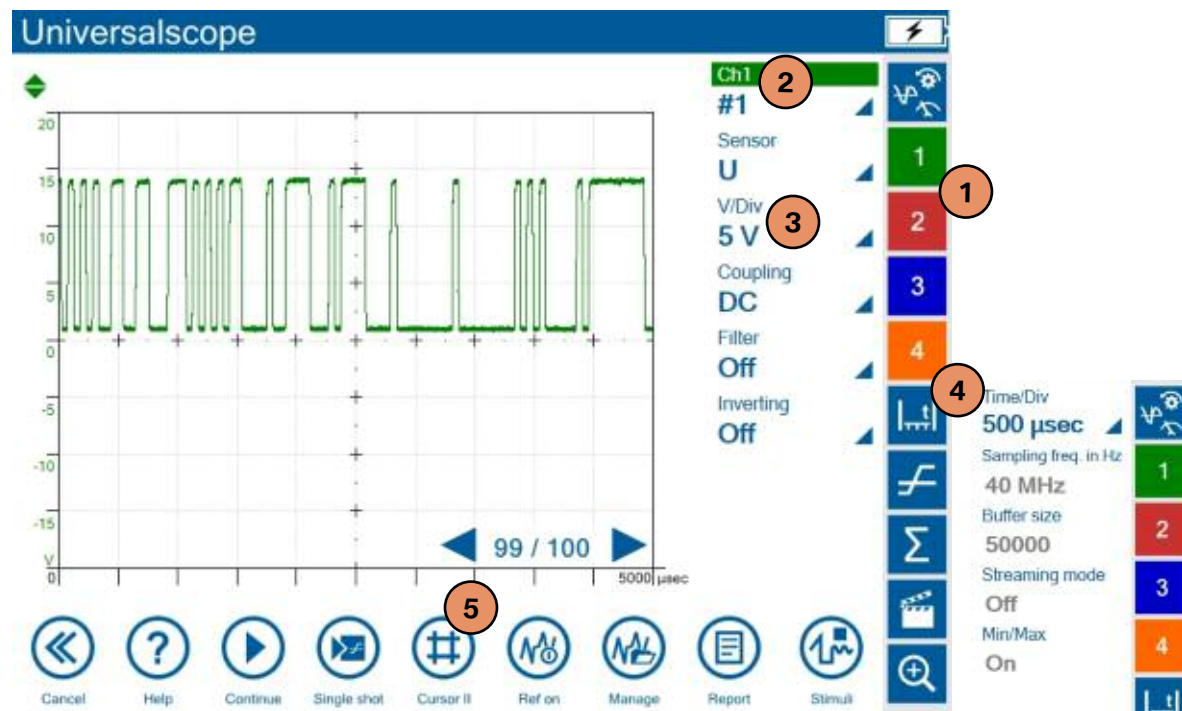 Universalscope
Ch1
2
#1
Sensor
U
V/Div
3
5 V
Coupling
DC
Filter
Off
Inverting
Off
1
1
2
3
4
4
t
20
15
10
5
0
-5
-10
-15
V
0
5000 µsec
99 / 100
5
Cancel
Help
Continue
Single shot
Cursor II
Ref on
Manage
Report
Stimuli
Time/Div
500 µsec
Sampling freq. in Hz
40 MHz
Buffer size
50000
Streaming mode
Off
Min/Max
On
1
2
3
4
t